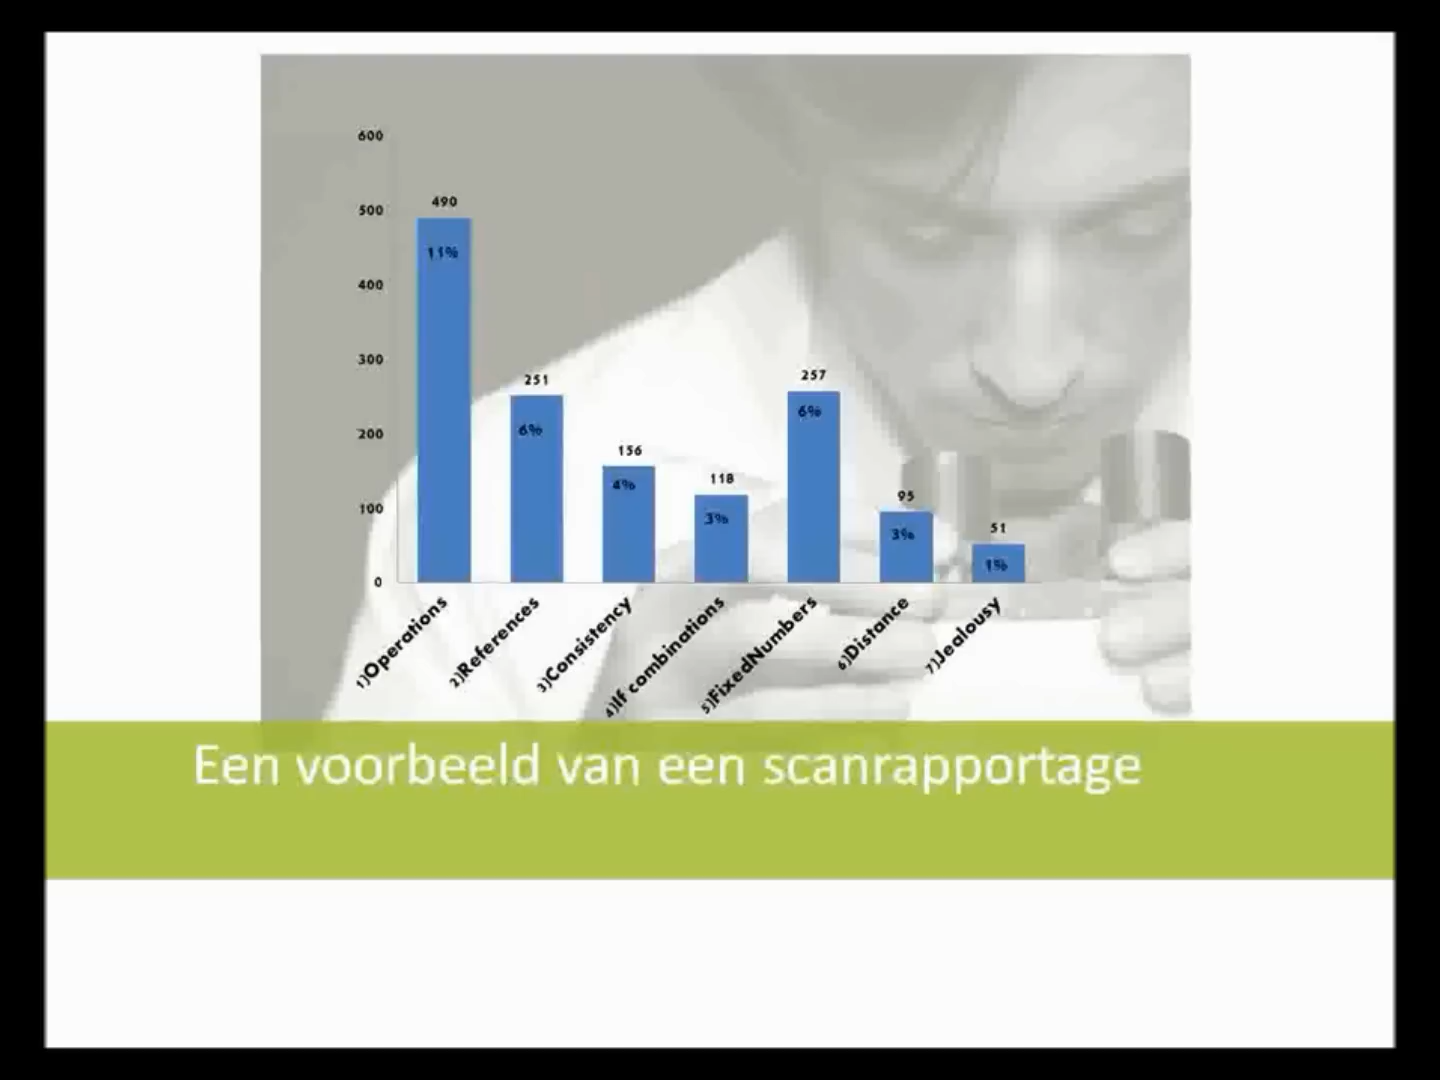 600
500
400
300
200
100
0
490
11%
251
6%
156
4%
118
3%
257
6%
95
3%
51
1%
1)Operations
2)References
3)Consistency
4)If combinations
5)FixedNumbers
6)Distance
7)Jealousy
Een voorbeeld van een scanrapportage